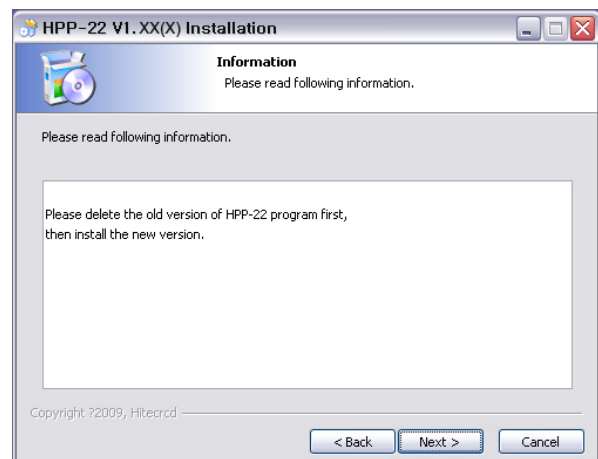 HPP-22 V1.XX(X) Installation
Information
Please read following information.
Please read following information.
Please delete the old version of HPP-22 program first,
then install the new version.
Copyright ?2009, Hitecrcd
< Back
Next >
Cancel